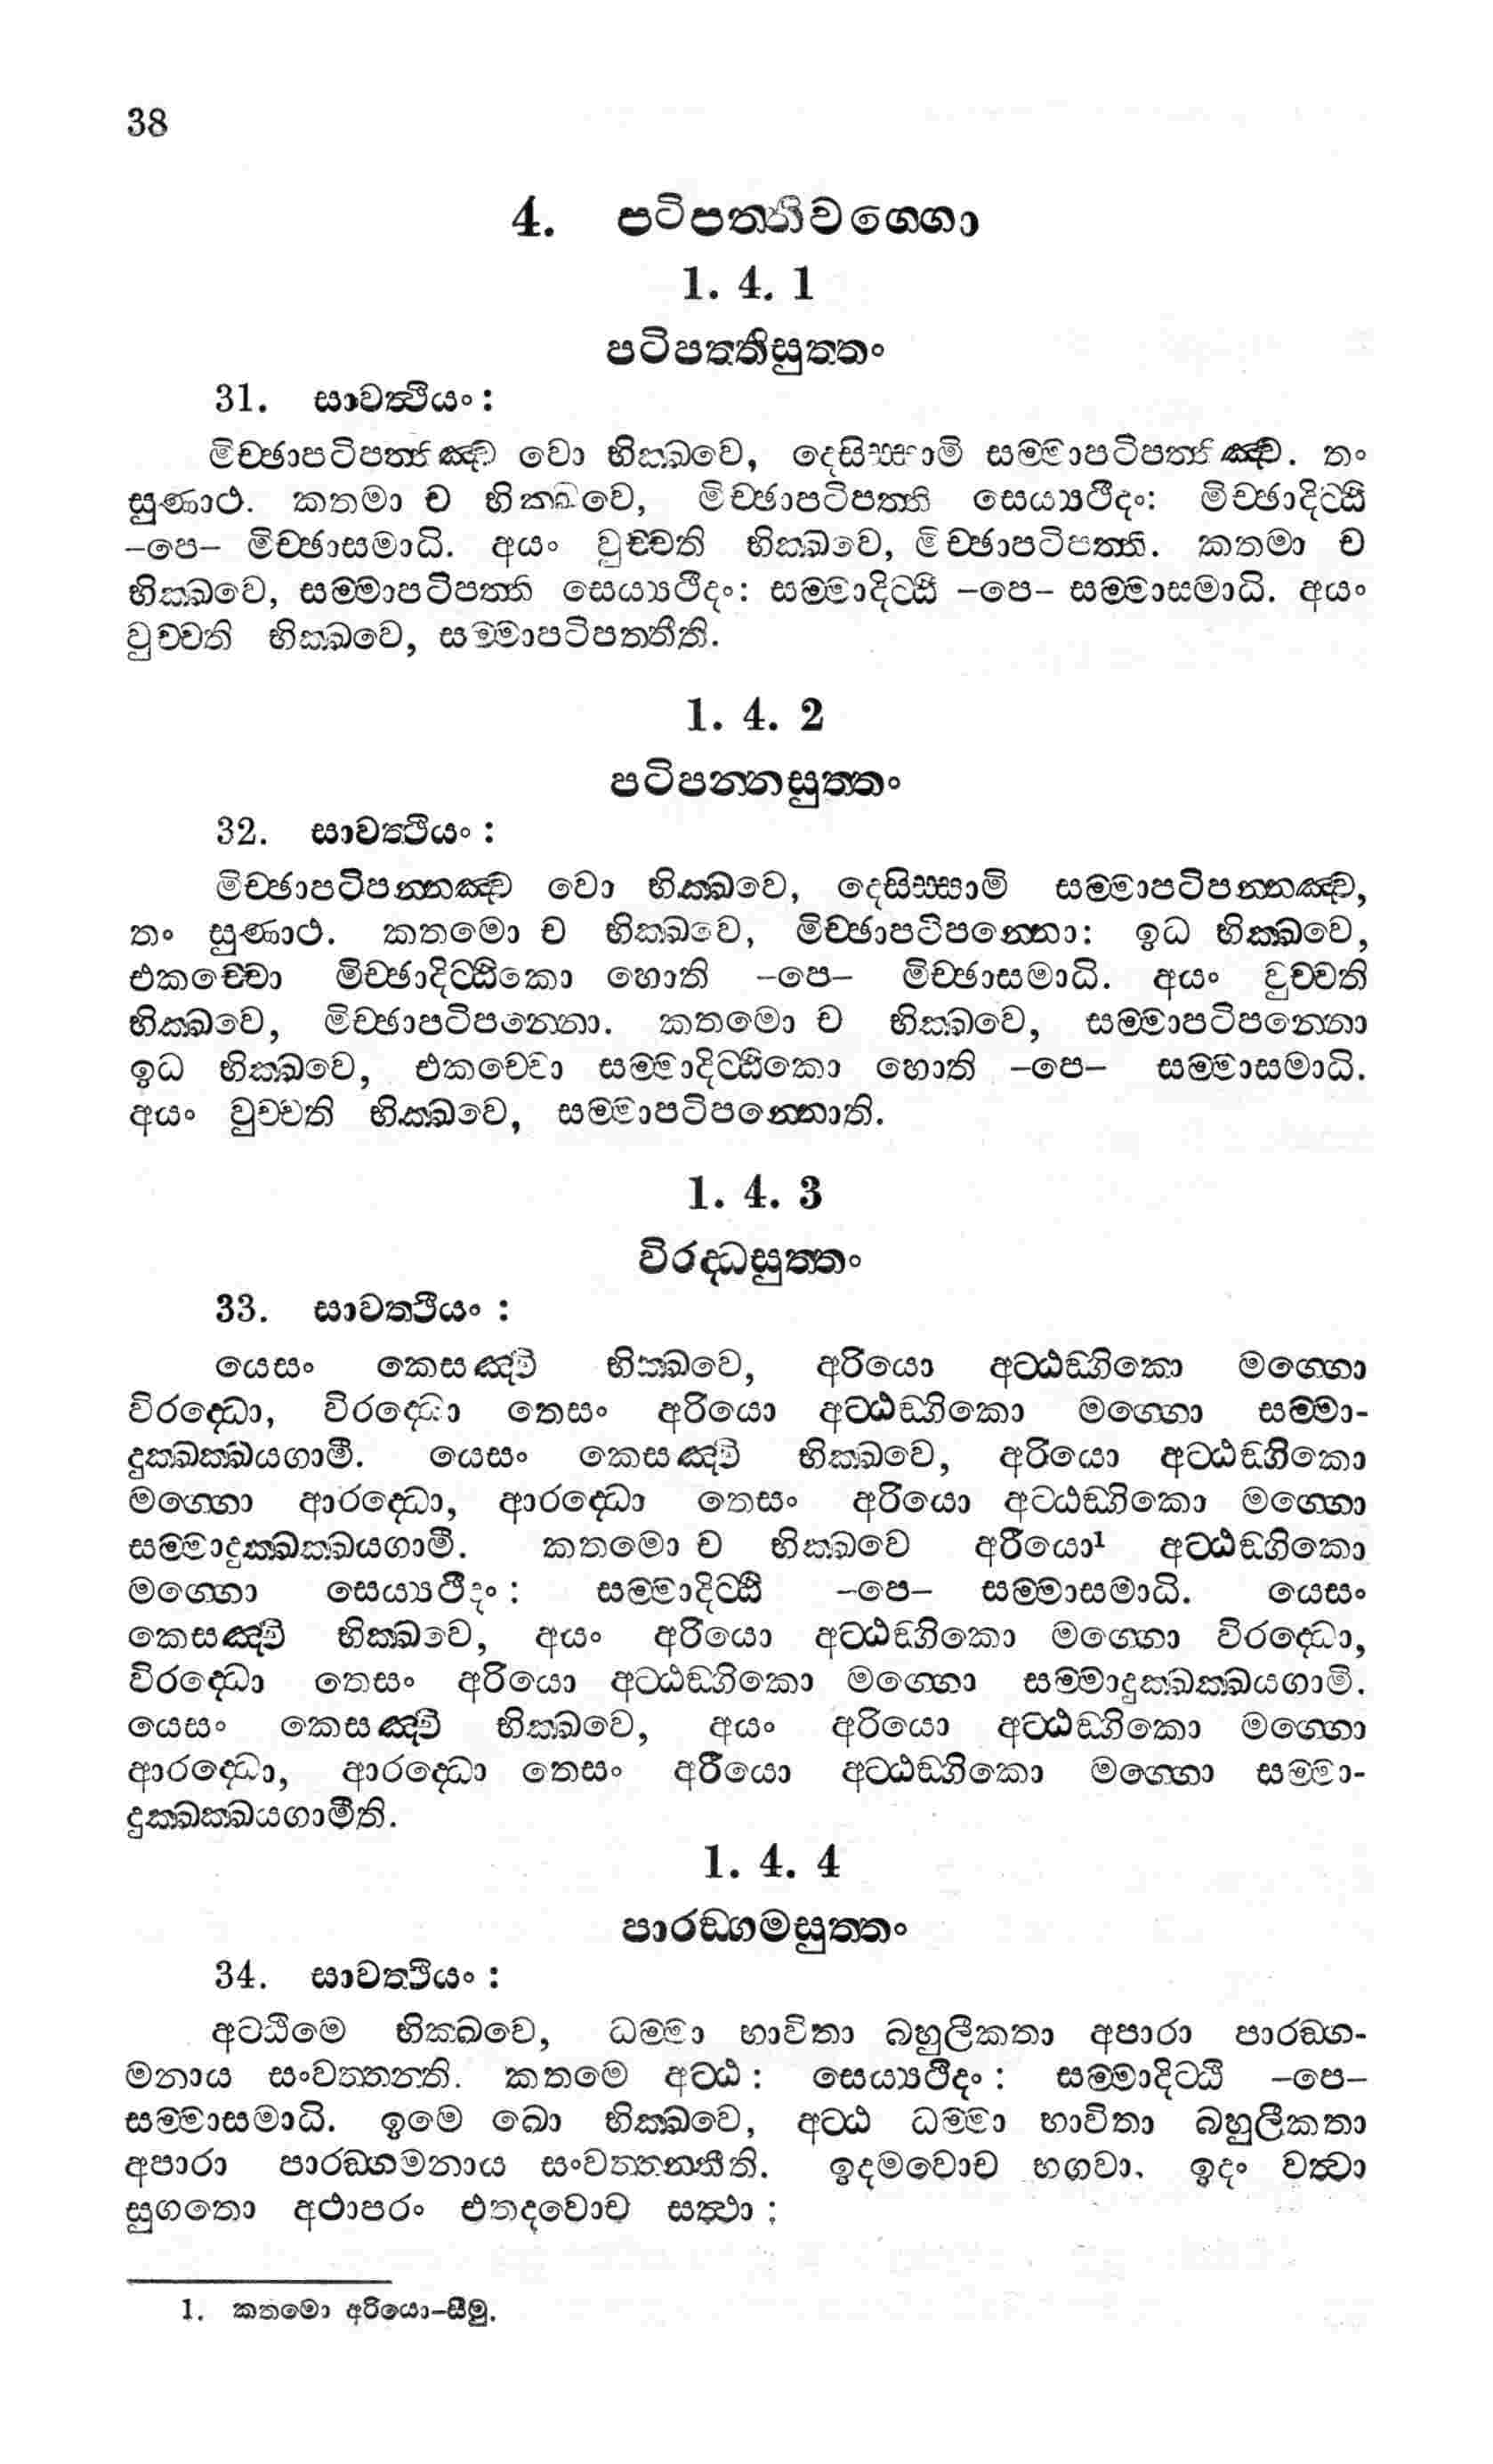 38
4. පටිපත්තිවග්ගො
1. 4. 1
පටිපත්තිසුත්තං
31. සාවත්ථියං :
මිච්ඡාපටිපත්තිඤ්ච වො භික්ඛවෙ, දෙසිස්සාමි සම්මාපටිපත්තිඤ්ච. තං
සුණාථ. කතමා ච භික්ඛවෙ, මිච්ඡාපටිපත්ති සෙය්‍යථීදං: මිච්ඡාදිට්ඨි
–පෙ– මිච්ඡාසමාධි. අයං වුච්චති භික්ඛවෙ, මිච්ඡාපටිපත්ති. කතමා ච
භික්ඛවෙ, සම්මාපටිපත්ති සෙය්‍යථීදං: සම්මාදිට්ඨි –පෙ– සම්මාසමාධි. අයං
වුච්චති භික්ඛවෙ, සම්මාපටිපත්තීති.
1. 4. 2
පටිපන්නසුත්තං
32. සාවත්ථියං :
මිච්ඡාපටිපන්නඤ්ච වො භික්ඛවෙ, දෙසිස්සාමි සම්මාපටිපන්නඤ්ච,
තං සුණාථ. කතමො ච භික්ඛවෙ, මිච්ඡාපටිපන්නො: ඉධ භික්ඛවෙ,
එකච්චො මිච්ඡාදිට්ඨිකො හොති –පෙ– මිච්ඡාසමාධි. අයං වුච්චති
භික්ඛවෙ, මිච්ඡාපටිපන්නො. කතමො ච භික්ඛවෙ, සම්මාපටිපන්නො
ඉධ භික්ඛවෙ, එකච්චො සම්මාදිට්ඨිකො හොති –පෙ– සම්මාසමාධි.
අයං වුච්චති භික්ඛවෙ, සම්මාපටිපන්නොති.
1. 4. 3
විරද්ධසුත්තං
33. සාවත්ථියං :
යෙසං කෙසඤ්චි භික්ඛවෙ, අරියො අට්ඨඞ්ගිකො මග්ගො
විරද්ධො, විරද්ධො තෙසං අරියො අට්ඨඞ්ගිකො මග්ගො සම්මා-
දුක්ඛක්ඛයගාමී. යෙසං කෙසඤ්චි භික්ඛවෙ, අරියො අට්ඨඞ්ගිකො
මග්ගො ආරද්ධො, ආරද්ධො තෙසං අරියො අට්ඨඞ්ගිකො මග්ගො
සම්මාදුක්ඛක්ඛයගාමී. කතමො ච භික්ඛවෙ අරියො¹ අට්ඨඞ්ගිකො
මග්ගො සෙය්‍යථීදං : සම්මාදිට්ඨි –පෙ– සම්මාසමාධි. යෙසං
කෙසඤ්චි භික්ඛවෙ, අයං අරියො අට්ඨඞ්ගිකො මග්ගො විරද්ධො,
විරද්ධො තෙසං අරියො අට්ඨඞ්ගිකො මග්ගො සම්මාදුක්ඛක්ඛයගාමි.
යෙසං කෙසඤ්චි භික්ඛවෙ, අයං අරියො අට්ඨඞ්ගිකො මග්ගො
ආරද්ධො, ආරද්ධො තෙසං අරියො අට්ඨඞ්ගිකො මග්ගො සම්මා-
දුක්ඛක්ඛයගාමීති.
1. 4. 4
පාරඞ්ගමසුත්තං
34. සාවත්ථියං :
අට්ඨිමෙ භික්ඛවෙ, ධම්මා භාවිතා බහුලීකතා අපාරා පාරඞ්ග-
මනාය සංවත්තන්ති. කතමෙ අට්ඨ : සෙය්‍යථීදං : සම්මාදිට්ඨි –පෙ–
සම්මාසමාධි. ඉමෙ ඛො භික්ඛවෙ, අට්ඨ ධම්මා භාවිතා බහුලීකතා
අපාරා පාරඞ්ගමනාය සංවත්තන්තීති. ඉදමවොච භගවා. ඉදං වත්වා
සුගතො අථාපරං එතදවොච සත්ථා :
1. කතමො අරියො–සීමු.